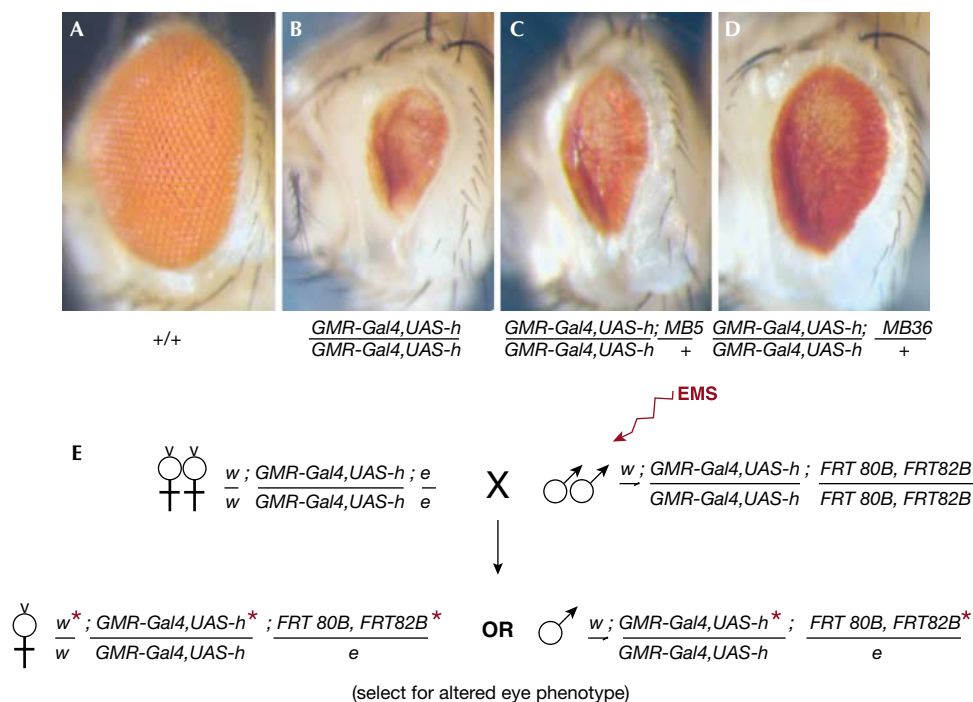 A B C D
+/+
GMR-Gal4,UAS-h GMR-Gal4,UAS-h; MB5 GMR-Gal4,UAS-h; MB36
GMR-Gal4,UAS-h GMR-Gal4,UAS-h + GMR-Gal4,UAS-h +
EMS
E
v v
w ; GMR-Gal4,UAS-h ; e X w ; GMR-Gal4,UAS-h ; FRT 80B, FRT82B
w GMR-Gal4,UAS-h e GMR-Gal4,UAS-h FRT 80B, FRT82B
v
w* ; GMR-Gal4,UAS-h* ; FRT 80B, FRT82B* OR w ; GMR-Gal4,UAS-h* ; FRT 80B, FRT82B*
w GMR-Gal4,UAS-h e GMR-Gal4,UAS-h e
(select for altered eye phenotype)